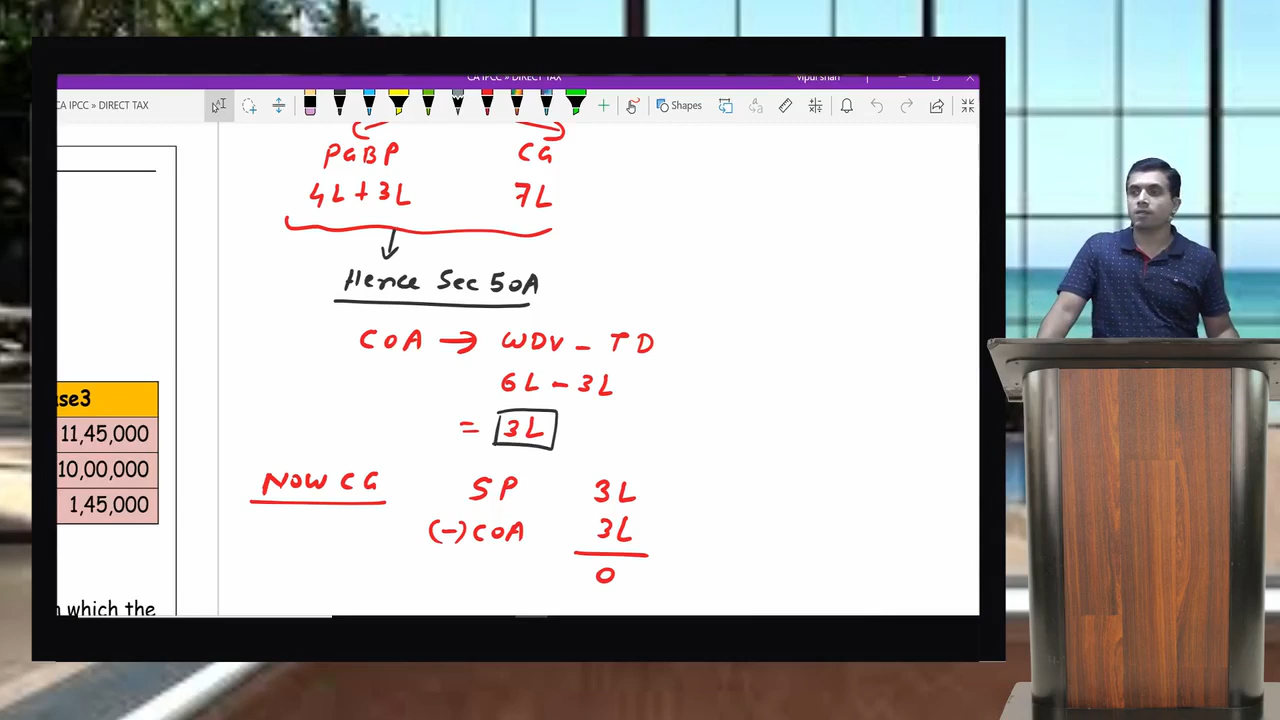 CA IPCC » DIRECT TAX
vipul shah
CA IPCC » DIRECT TAX
Shapes
PGBP CG
4L + 3L 7L
Hence Sec 50A
COA → WDV - TD
6L - 3L
= 3L
NOW CG SP 3L
(-) COA 3L
0
se3
11,45,000
10,00,000
1,45,000
which the